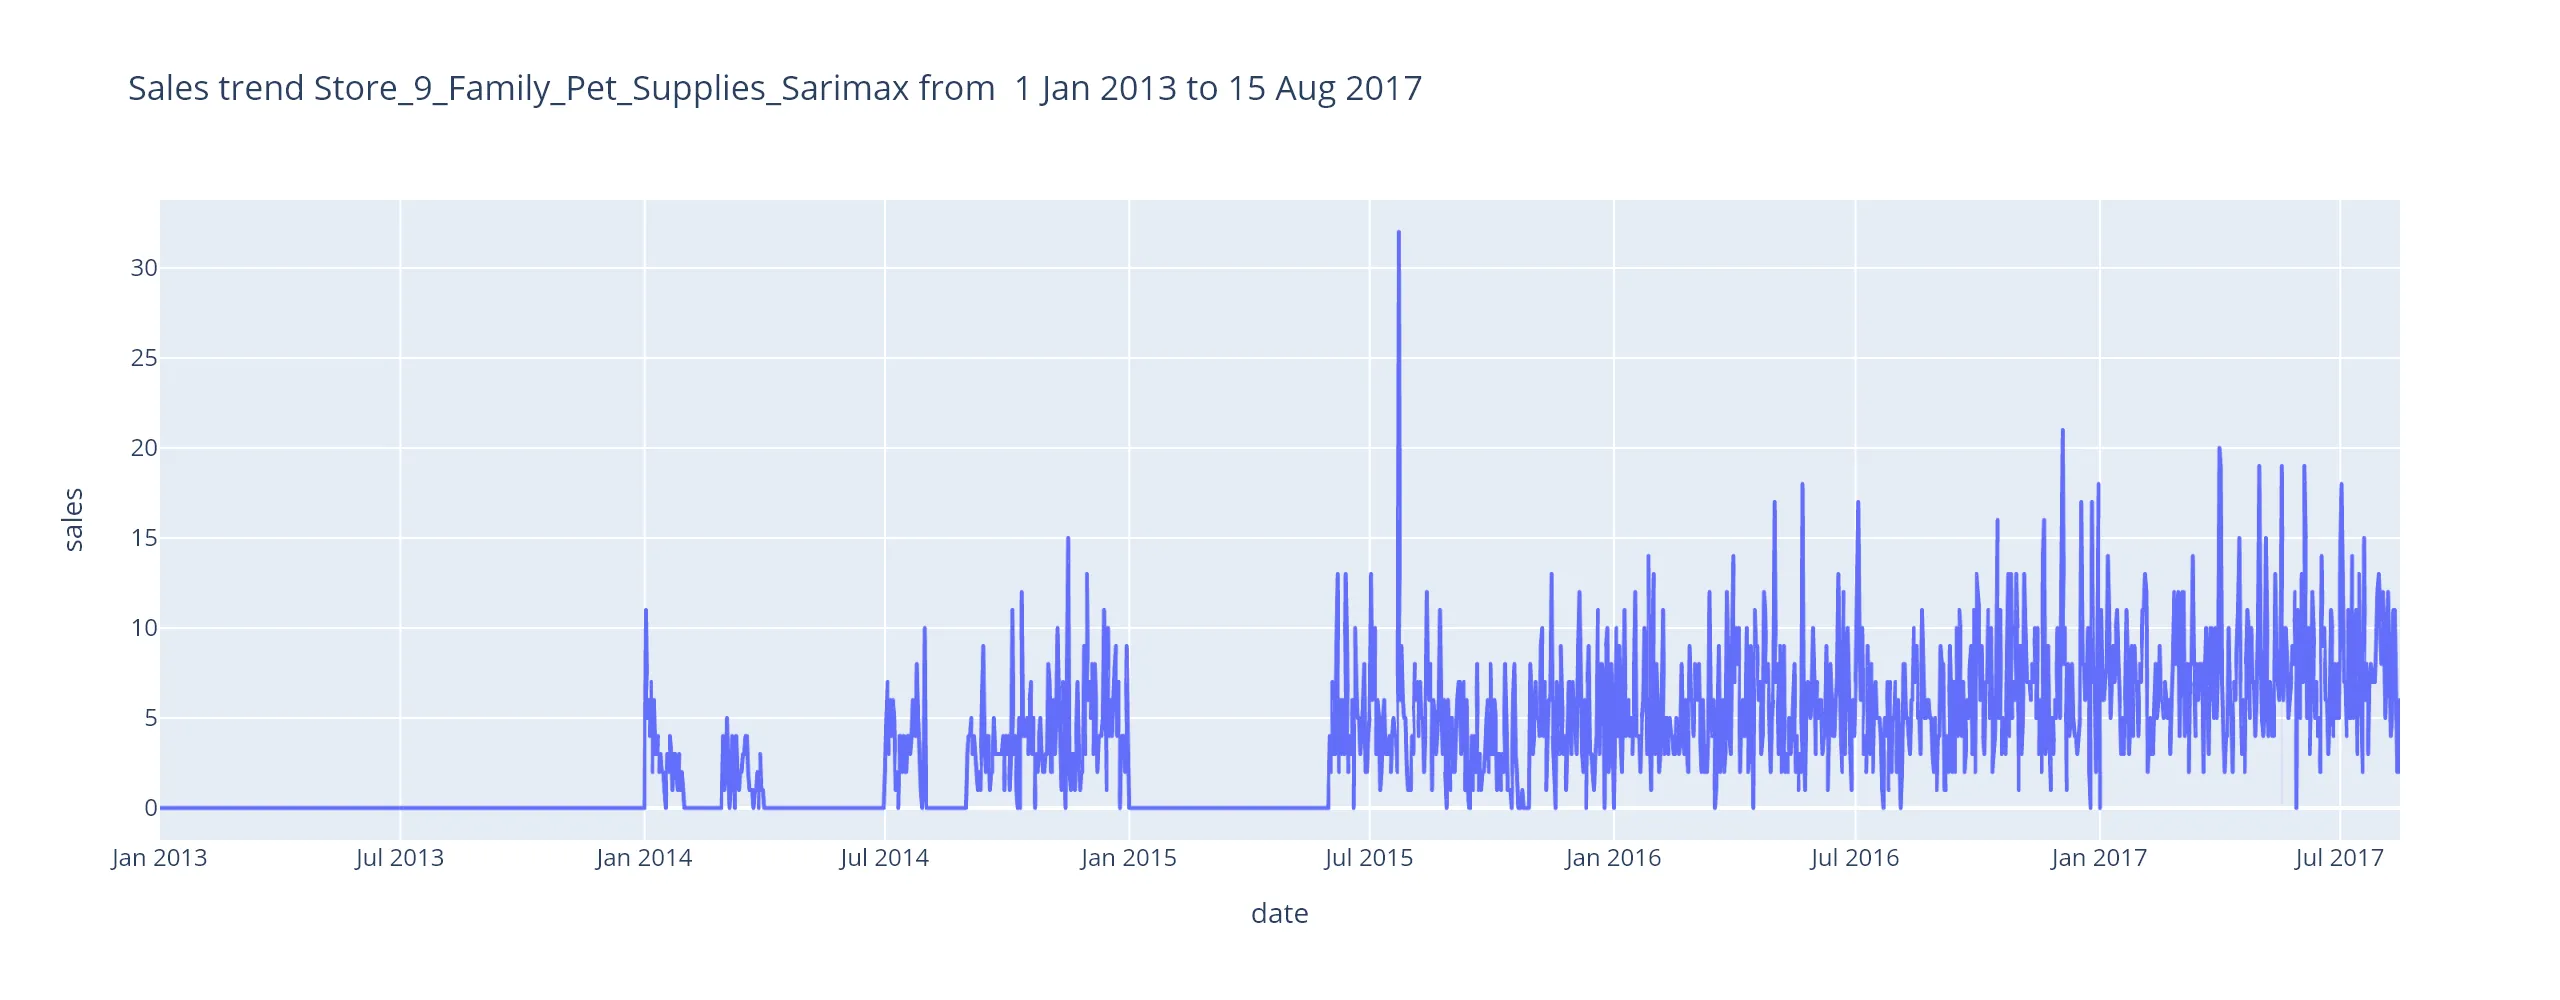 Sales trend Store_9_Family_Pet_Supplies_Sarimax from  1 Jan 2013 to 15 Aug 2017
30
25
20
15
10
5
0
sales
Jan 2013 Jul 2013 Jan 2014 Jul 2014 Jan 2015 Jul 2015 Jan 2016 Jul 2016 Jan 2017 Jul 2017
date